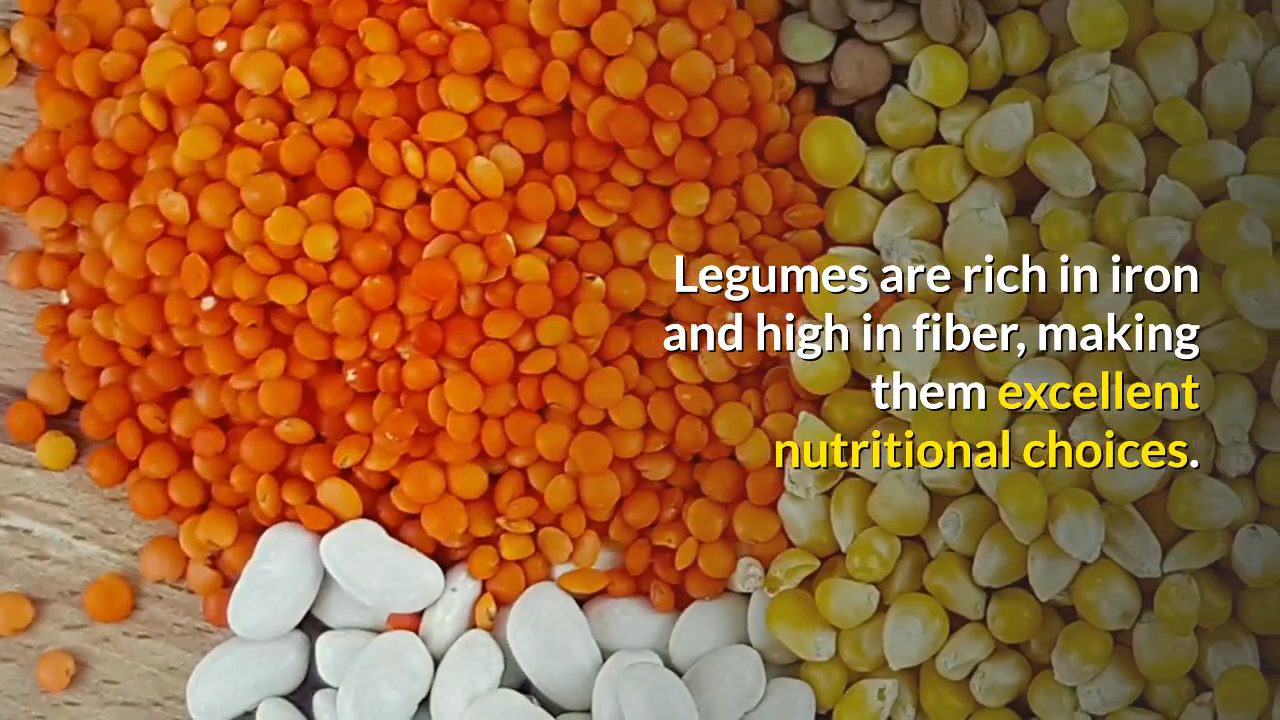 Legumes are rich in iron
and high in fiber, making
them excellent
nutritional choices.